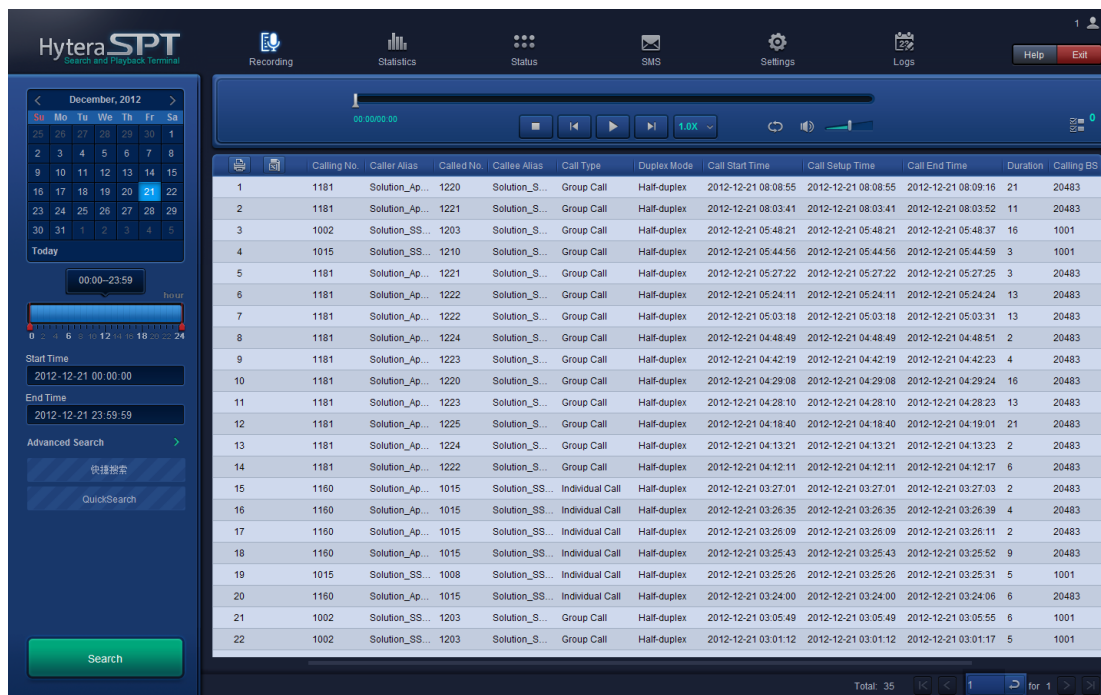 Hytera SPT
Search and Playback Terminal
Recording
Statistics
Status
SMS
Settings
Logs
1
Help
Exit
December, 2012
Su Mo Tu We Th Fr Sa
25 26 27 28 29 30 1
2 3 4 5 6 7 8
9 10 11 12 13 14 15
16 17 18 19 20 21 22
23 24 25 26 27 28 29
30 31 1 2 3 4 5
Today
00:00--23:59
hour
0 2 4 6 8 10 12 14 16 18 20 22 24
Start Time
2012-12-21 00:00:00
End Time
2012-12-21 23:59:59
Advanced Search
快捷搜索
QuickSearch
Search
00:00/00:00
1.0X
0
Calling No. Caller Alias Called No. Callee Alias Call Type Duplex Mode Call Start Time Call Setup Time Call End Time Duration Calling BS
1 1181 Solution_Ap... 1220 Solution_S... Group Call Half-duplex 2012-12-21 08:08:55 2012-12-21 08:08:55 2012-12-21 08:09:16 21 20483
2 1181 Solution_Ap... 1221 Solution_S... Group Call Half-duplex 2012-12-21 08:03:41 2012-12-21 08:03:41 2012-12-21 08:03:52 11 20483
3 1002 Solution_SS... 1203 Solution_S... Group Call Half-duplex 2012-12-21 05:48:21 2012-12-21 05:48:21 2012-12-21 05:48:37 16 1001
4 1015 Solution_SS... 1210 Solution_S... Group Call Half-duplex 2012-12-21 05:44:56 2012-12-21 05:44:56 2012-12-21 05:44:59 3 1001
5 1181 Solution_Ap... 1221 Solution_S... Group Call Half-duplex 2012-12-21 05:27:22 2012-12-21 05:27:22 2012-12-21 05:27:25 3 20483
6 1181 Solution_Ap... 1222 Solution_S... Group Call Half-duplex 2012-12-21 05:24:11 2012-12-21 05:24:11 2012-12-21 05:24:24 13 20483
7 1181 Solution_Ap... 1222 Solution_S... Group Call Half-duplex 2012-12-21 05:03:18 2012-12-21 05:03:18 2012-12-21 05:03:31 13 20483
8 1181 Solution_Ap... 1224 Solution_S... Group Call Half-duplex 2012-12-21 04:48:49 2012-12-21 04:48:49 2012-12-21 04:48:51 2 20483
9 1181 Solution_Ap... 1223 Solution_S... Group Call Half-duplex 2012-12-21 04:42:19 2012-12-21 04:42:19 2012-12-21 04:42:23 4 20483
10 1181 Solution_Ap... 1220 Solution_S... Group Call Half-duplex 2012-12-21 04:29:08 2012-12-21 04:29:08 2012-12-21 04:29:24 16 20483
11 1181 Solution_Ap... 1223 Solution_S... Group Call Half-duplex 2012-12-21 04:28:10 2012-12-21 04:28:10 2012-12-21 04:28:23 13 20483
12 1181 Solution_Ap... 1225 Solution_S... Group Call Half-duplex 2012-12-21 04:18:40 2012-12-21 04:18:40 2012-12-21 04:19:01 21 20483
13 1181 Solution_Ap... 1224 Solution_S... Group Call Half-duplex 2012-12-21 04:13:21 2012-12-21 04:13:21 2012-12-21 04:13:23 2 20483
14 1181 Solution_Ap... 1222 Solution_S... Group Call Half-duplex 2012-12-21 04:12:11 2012-12-21 04:12:11 2012-12-21 04:12:17 6 20483
15 1160 Solution_Ap... 1015 Solution_SS... Individual Call Half-duplex 2012-12-21 03:27:01 2012-12-21 03:27:01 2012-12-21 03:27:03 2 20483
16 1160 Solution_Ap... 1015 Solution_SS... Individual Call Half-duplex 2012-12-21 03:26:35 2012-12-21 03:26:35 2012-12-21 03:26:39 4 20483
17 1160 Solution_Ap... 1015 Solution_SS... Individual Call Half-duplex 2012-12-21 03:26:09 2012-12-21 03:26:09 2012-12-21 03:26:11 2 20483
18 1160 Solution_Ap... 1015 Solution_SS... Individual Call Half-duplex 2012-12-21 03:25:43 2012-12-21 03:25:43 2012-12-21 03:25:52 9 20483
19 1015 Solution_SS... 1008 Solution_SS... Individual Call Half-duplex 2012-12-21 03:25:26 2012-12-21 03:25:26 2012-12-21 03:25:31 5 1001
20 1160 Solution_Ap... 1015 Solution_SS... Individual Call Half-duplex 2012-12-21 03:24:00 2012-12-21 03:24:00 2012-12-21 03:24:06 6 20483
21 1002 Solution_SS... 1203 Solution_S... Group Call Half-duplex 2012-12-21 03:05:49 2012-12-21 03:05:49 2012-12-21 03:05:55 6 1001
22 1002 Solution_SS... 1203 Solution_S... Group Call Half-duplex 2012-12-21 03:01:12 2012-12-21 03:01:12 2012-12-21 03:01:17 5 1001
Total: 35 1 for 1